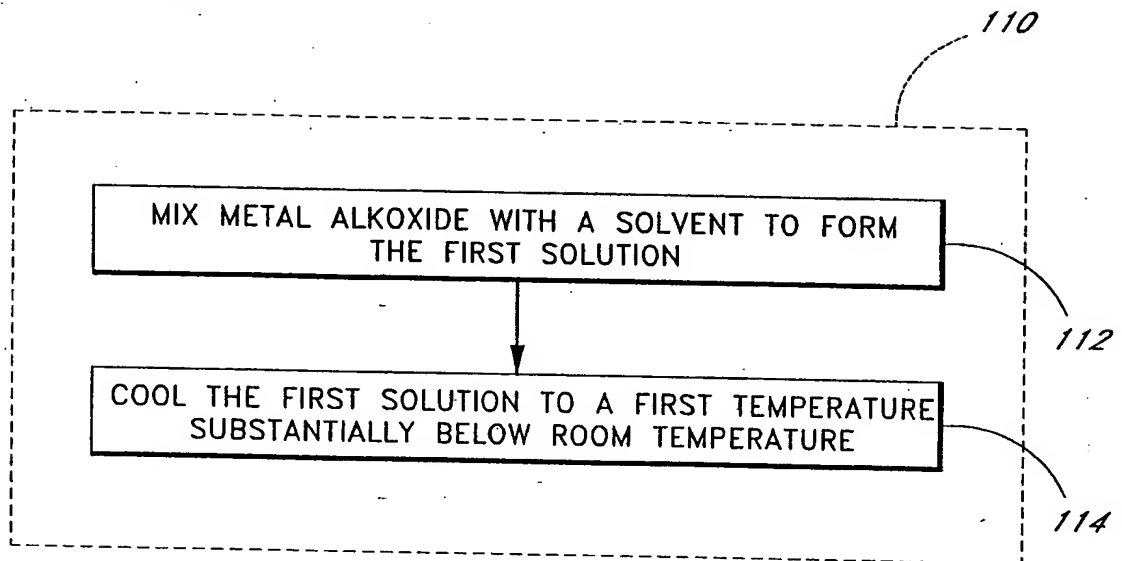 110
MIX METAL ALKOXIDE WITH A SOLVENT TO FORM
THE FIRST SOLUTION
112
COOL THE FIRST SOLUTION TO A FIRST TEMPERATURE
SUBSTANTIALLY BELOW ROOM TEMPERATURE
114